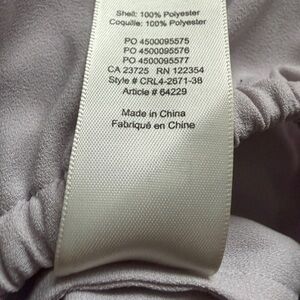 Shell: 100% Polyester
Coquille: 100% Polyester
PO 4500095575
PO 4500095576
PO 4500095577
CA 23725 RN 122354
Style # CRL4-2671-38
Article # 64229
Made in China
Fabriqué en Chine